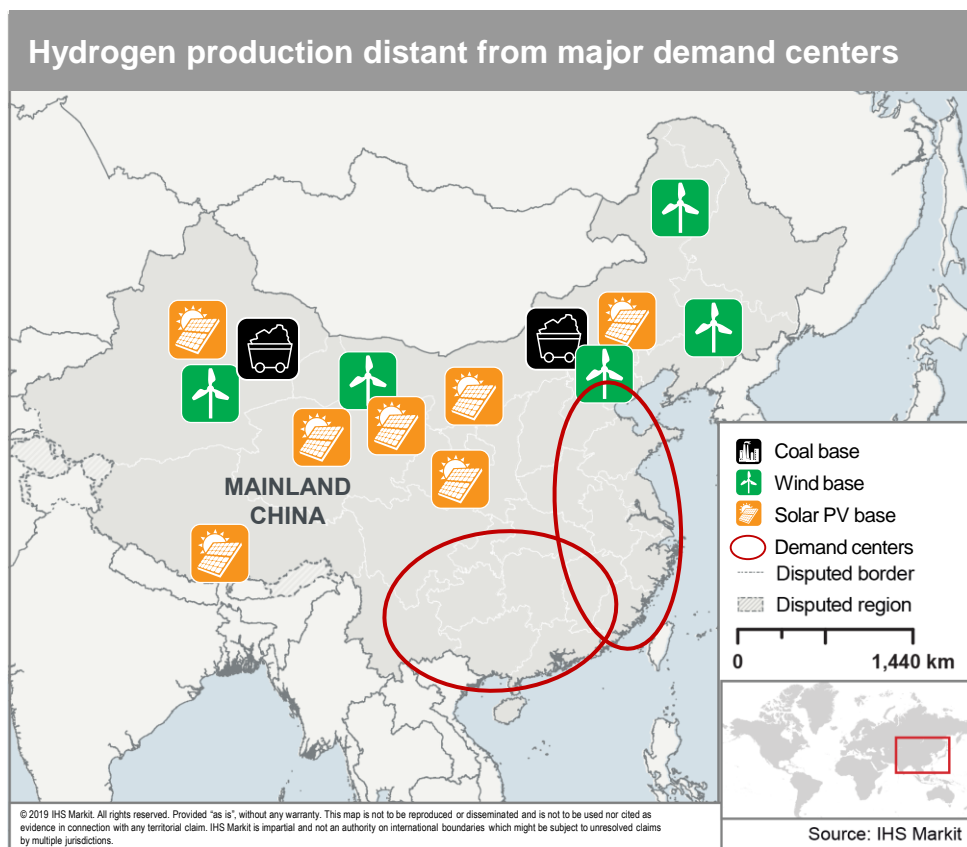 Hydrogen production distant from major demand centers
MAINLAND
CHINA
Coal base
Wind base
Solar PV base
Demand centers
Disputed border
Disputed region
0
1,440 km
© 2019 IHS Markit. All rights reserved. Provided “as is”, without any warranty. This map is not to be reproduced or disseminated and is not to be used nor cited as
evidence in connection with any territorial claim. IHS Markit is impartial and not an authority on international boundaries which might be subject to unresolved claims
by multiple jurisdictions.
Source: IHS Markit